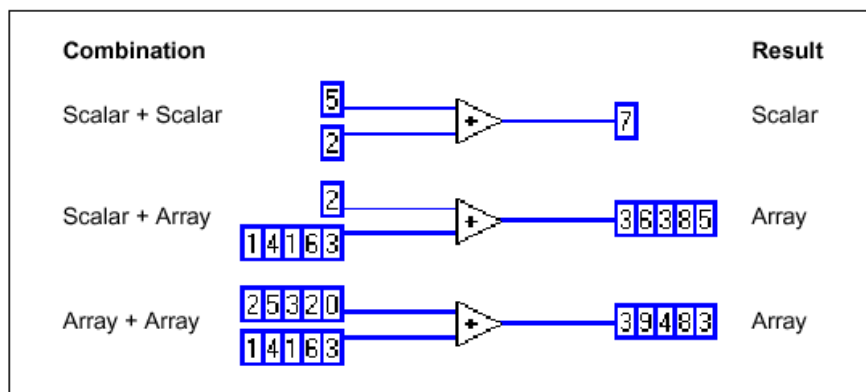 Combination Result
5
Scalar + Scalar + 7 Scalar
2
2
Scalar + Array + 3 6 3 8 5 Array
1 4 1 6 3
2 5 3 2 0
Array + Array + 3 9 4 8 3 Array
1 4 1 6 3